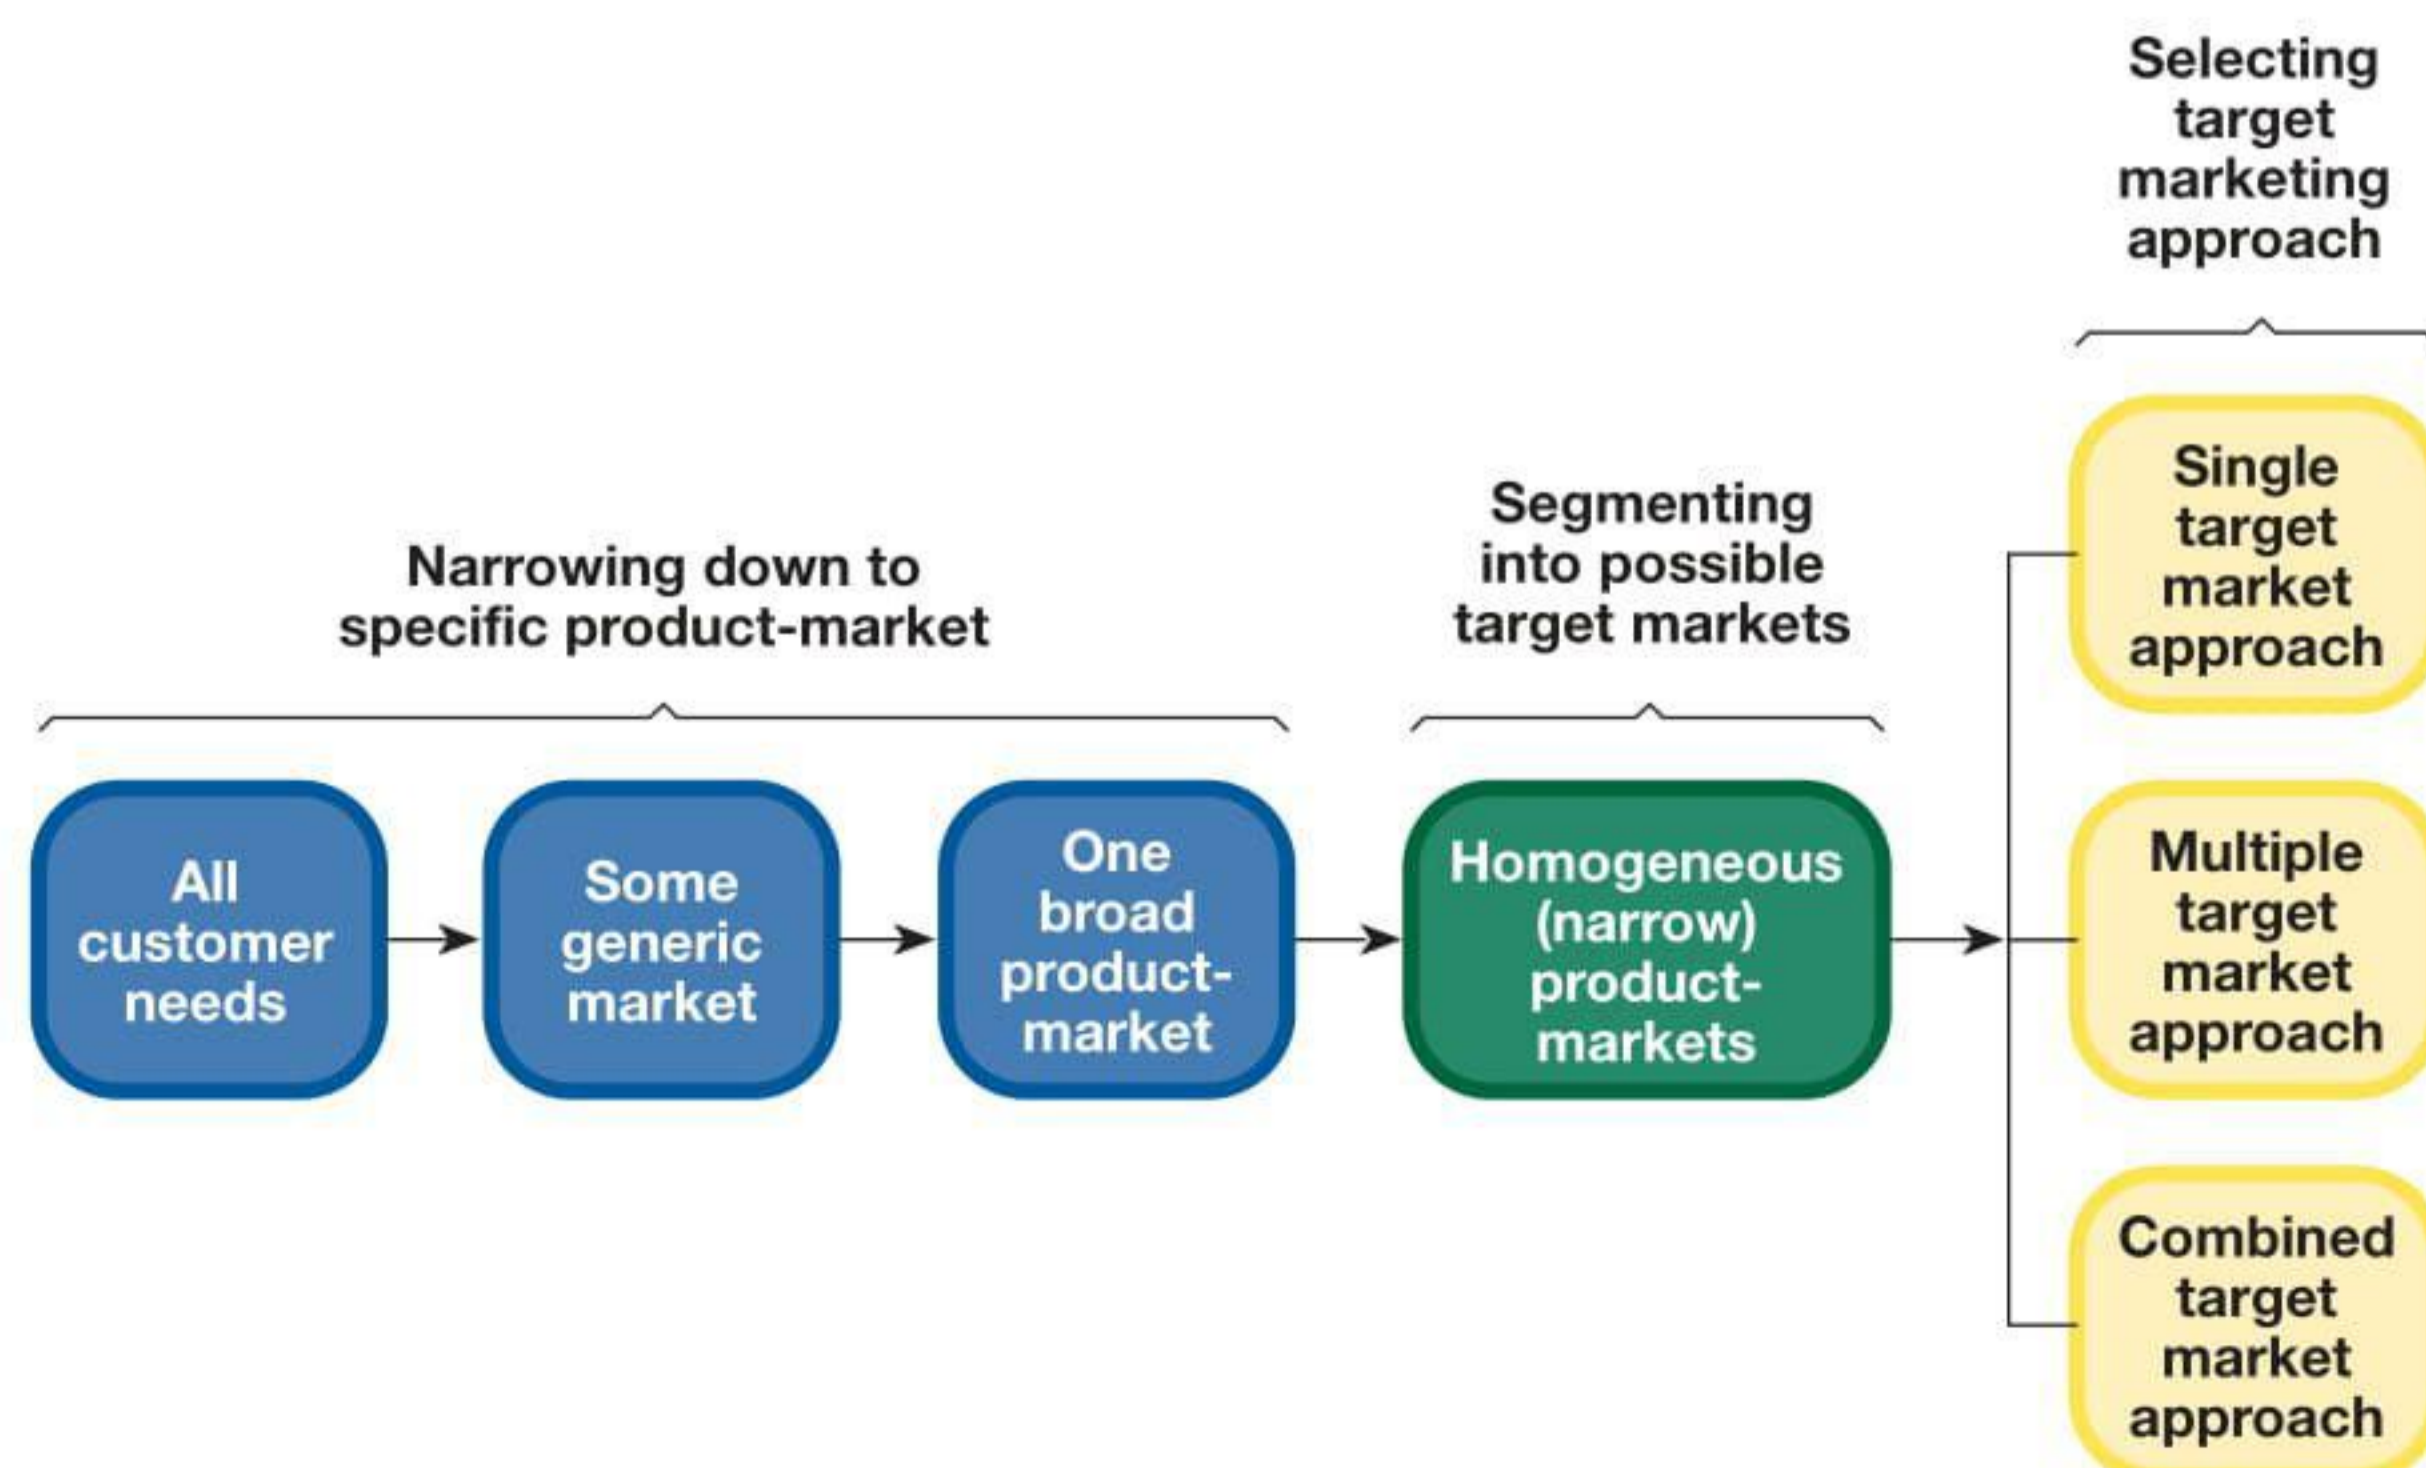 Selecting
target
marketing
approach
Narrowing down to
specific product-market
Segmenting
into possible
target markets
All
customer
needs
Some
generic
market
One
broad
product-
market
Homogeneous
(narrow)
product-
markets
Single
target
market
approach
Multiple
target
market
approach
Combined
target
market
approach